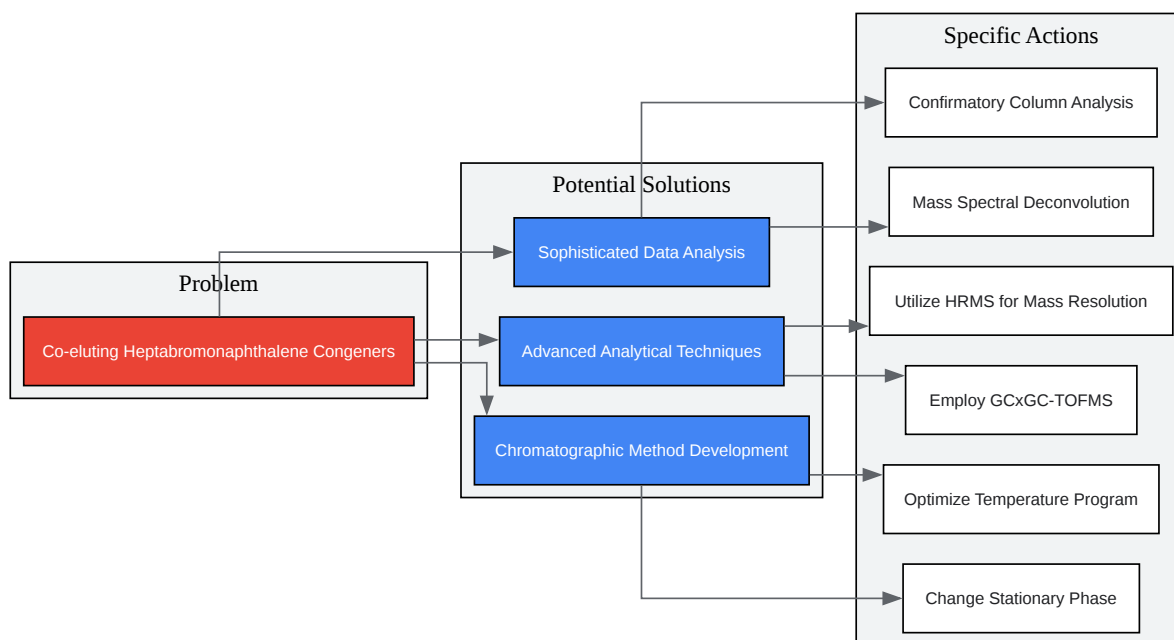 Problem
Co-eluting Heptabromonaphthalene Congeners
Potential Solutions
Sophisticated Data Analysis
Advanced Analytical Techniques
Chromatographic Method Development
Specific Actions
Confirmatory Column Analysis
Mass Spectral Deconvolution
Utilize HRMS for Mass Resolution
Employ GCxGC-TOFMS
Optimize Temperature Program
Change Stationary Phase